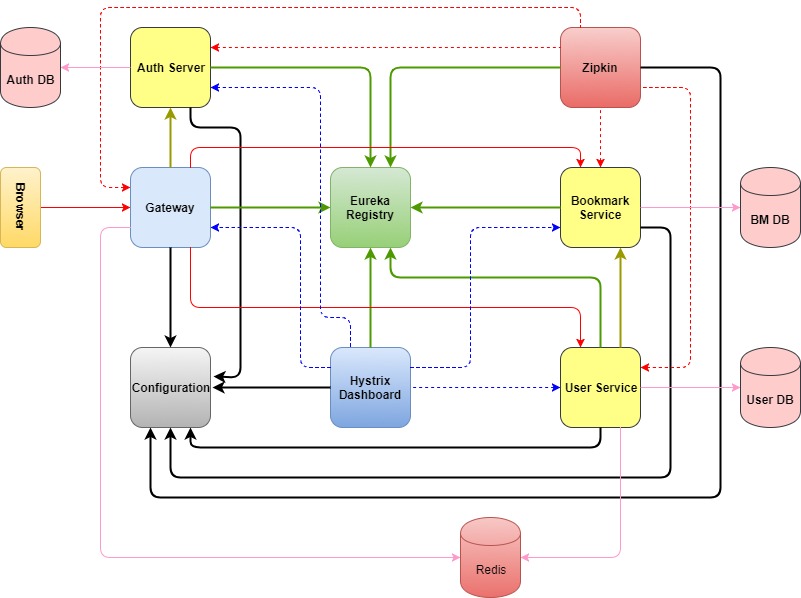 Auth DB
Auth Server
Zipkin
Browser
Gateway
Eureka
Registry
Bookmark
Service
BM DB
Configuration
Hystrix
Dashboard
User Service
User DB
Redis